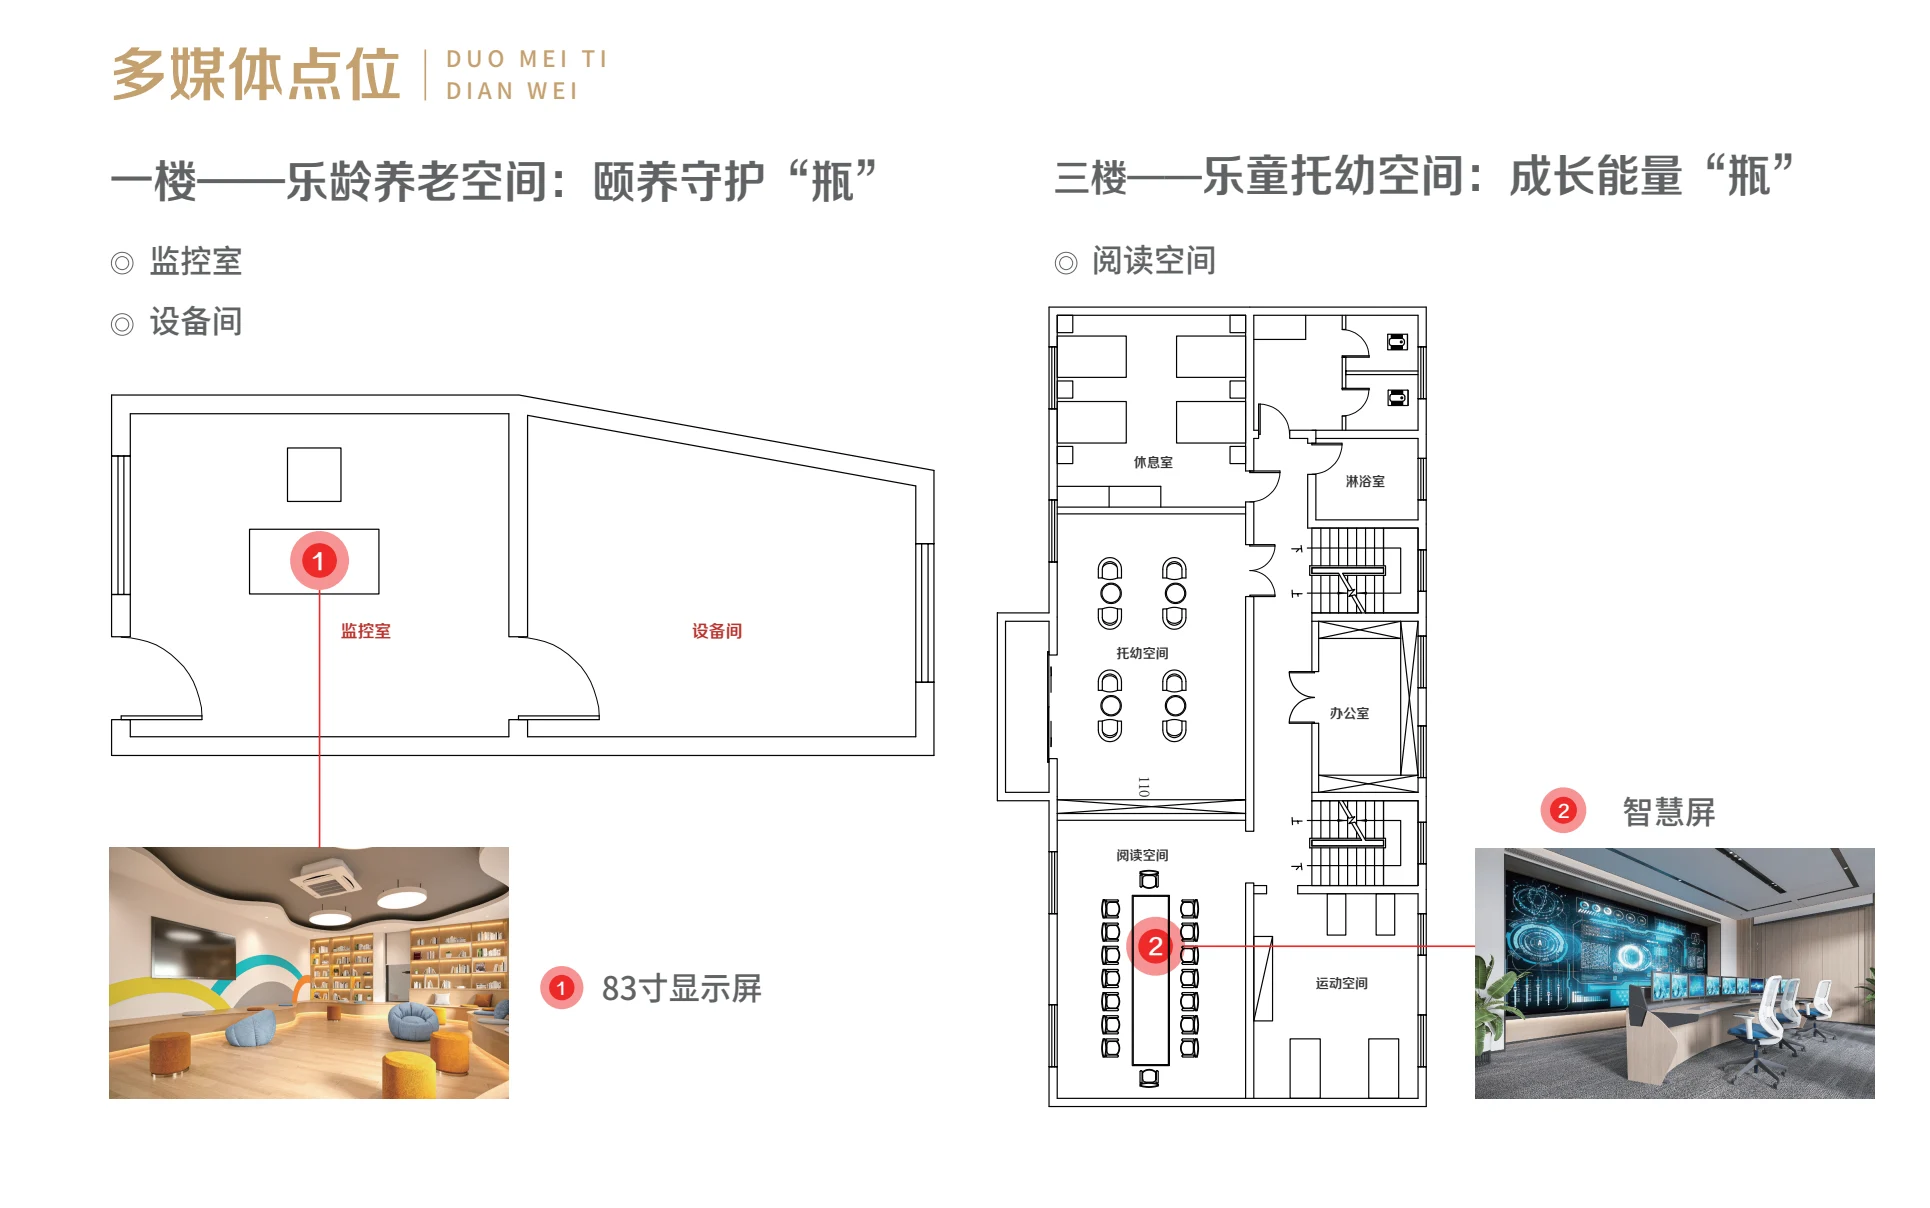 多媒体点位
DUO MEI TI
DIAN WEI
一楼——乐龄养老空间：颐养守护“瓶”
◎ 监控室
◎ 设备间
1
监控室
设备间
1 83寸显示屏
三楼——乐童托幼空间：成长能量“瓶”
◎ 阅读空间
休息室
淋浴室
托幼空间
办公室
110
阅读空间
2
运动空间
2 智慧屏